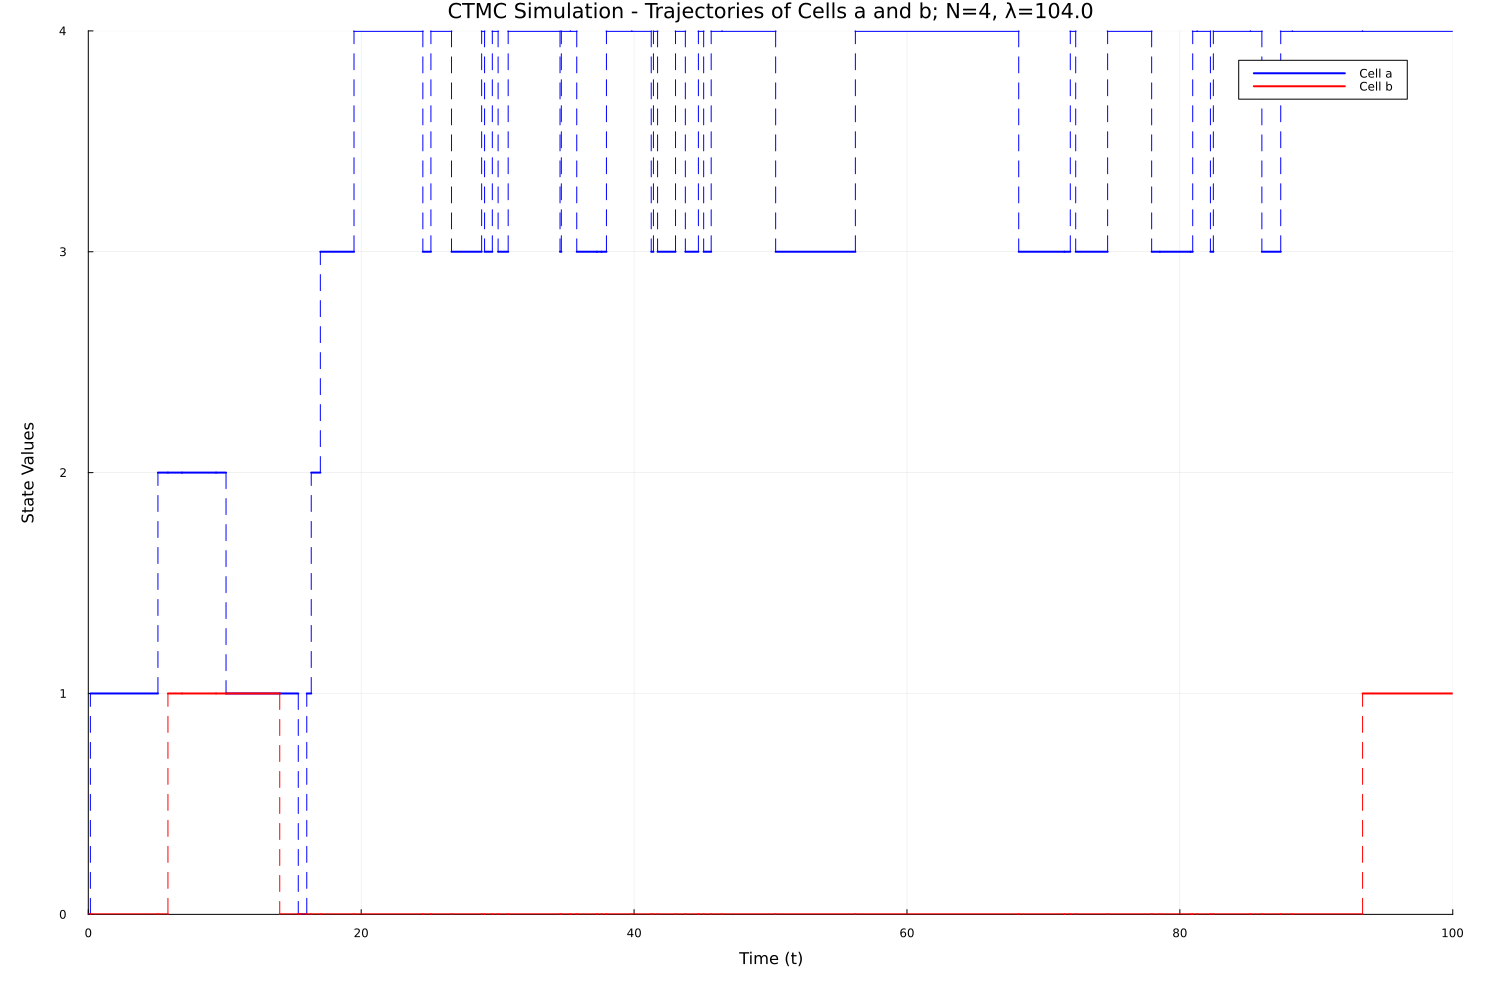 CTMC Simulation - Trajectories of Cells a and b; N=4, λ=104.0
4
Cell a
Cell b
3
State Values
2
1
0
0 20 40 60 80 100
Time (t)